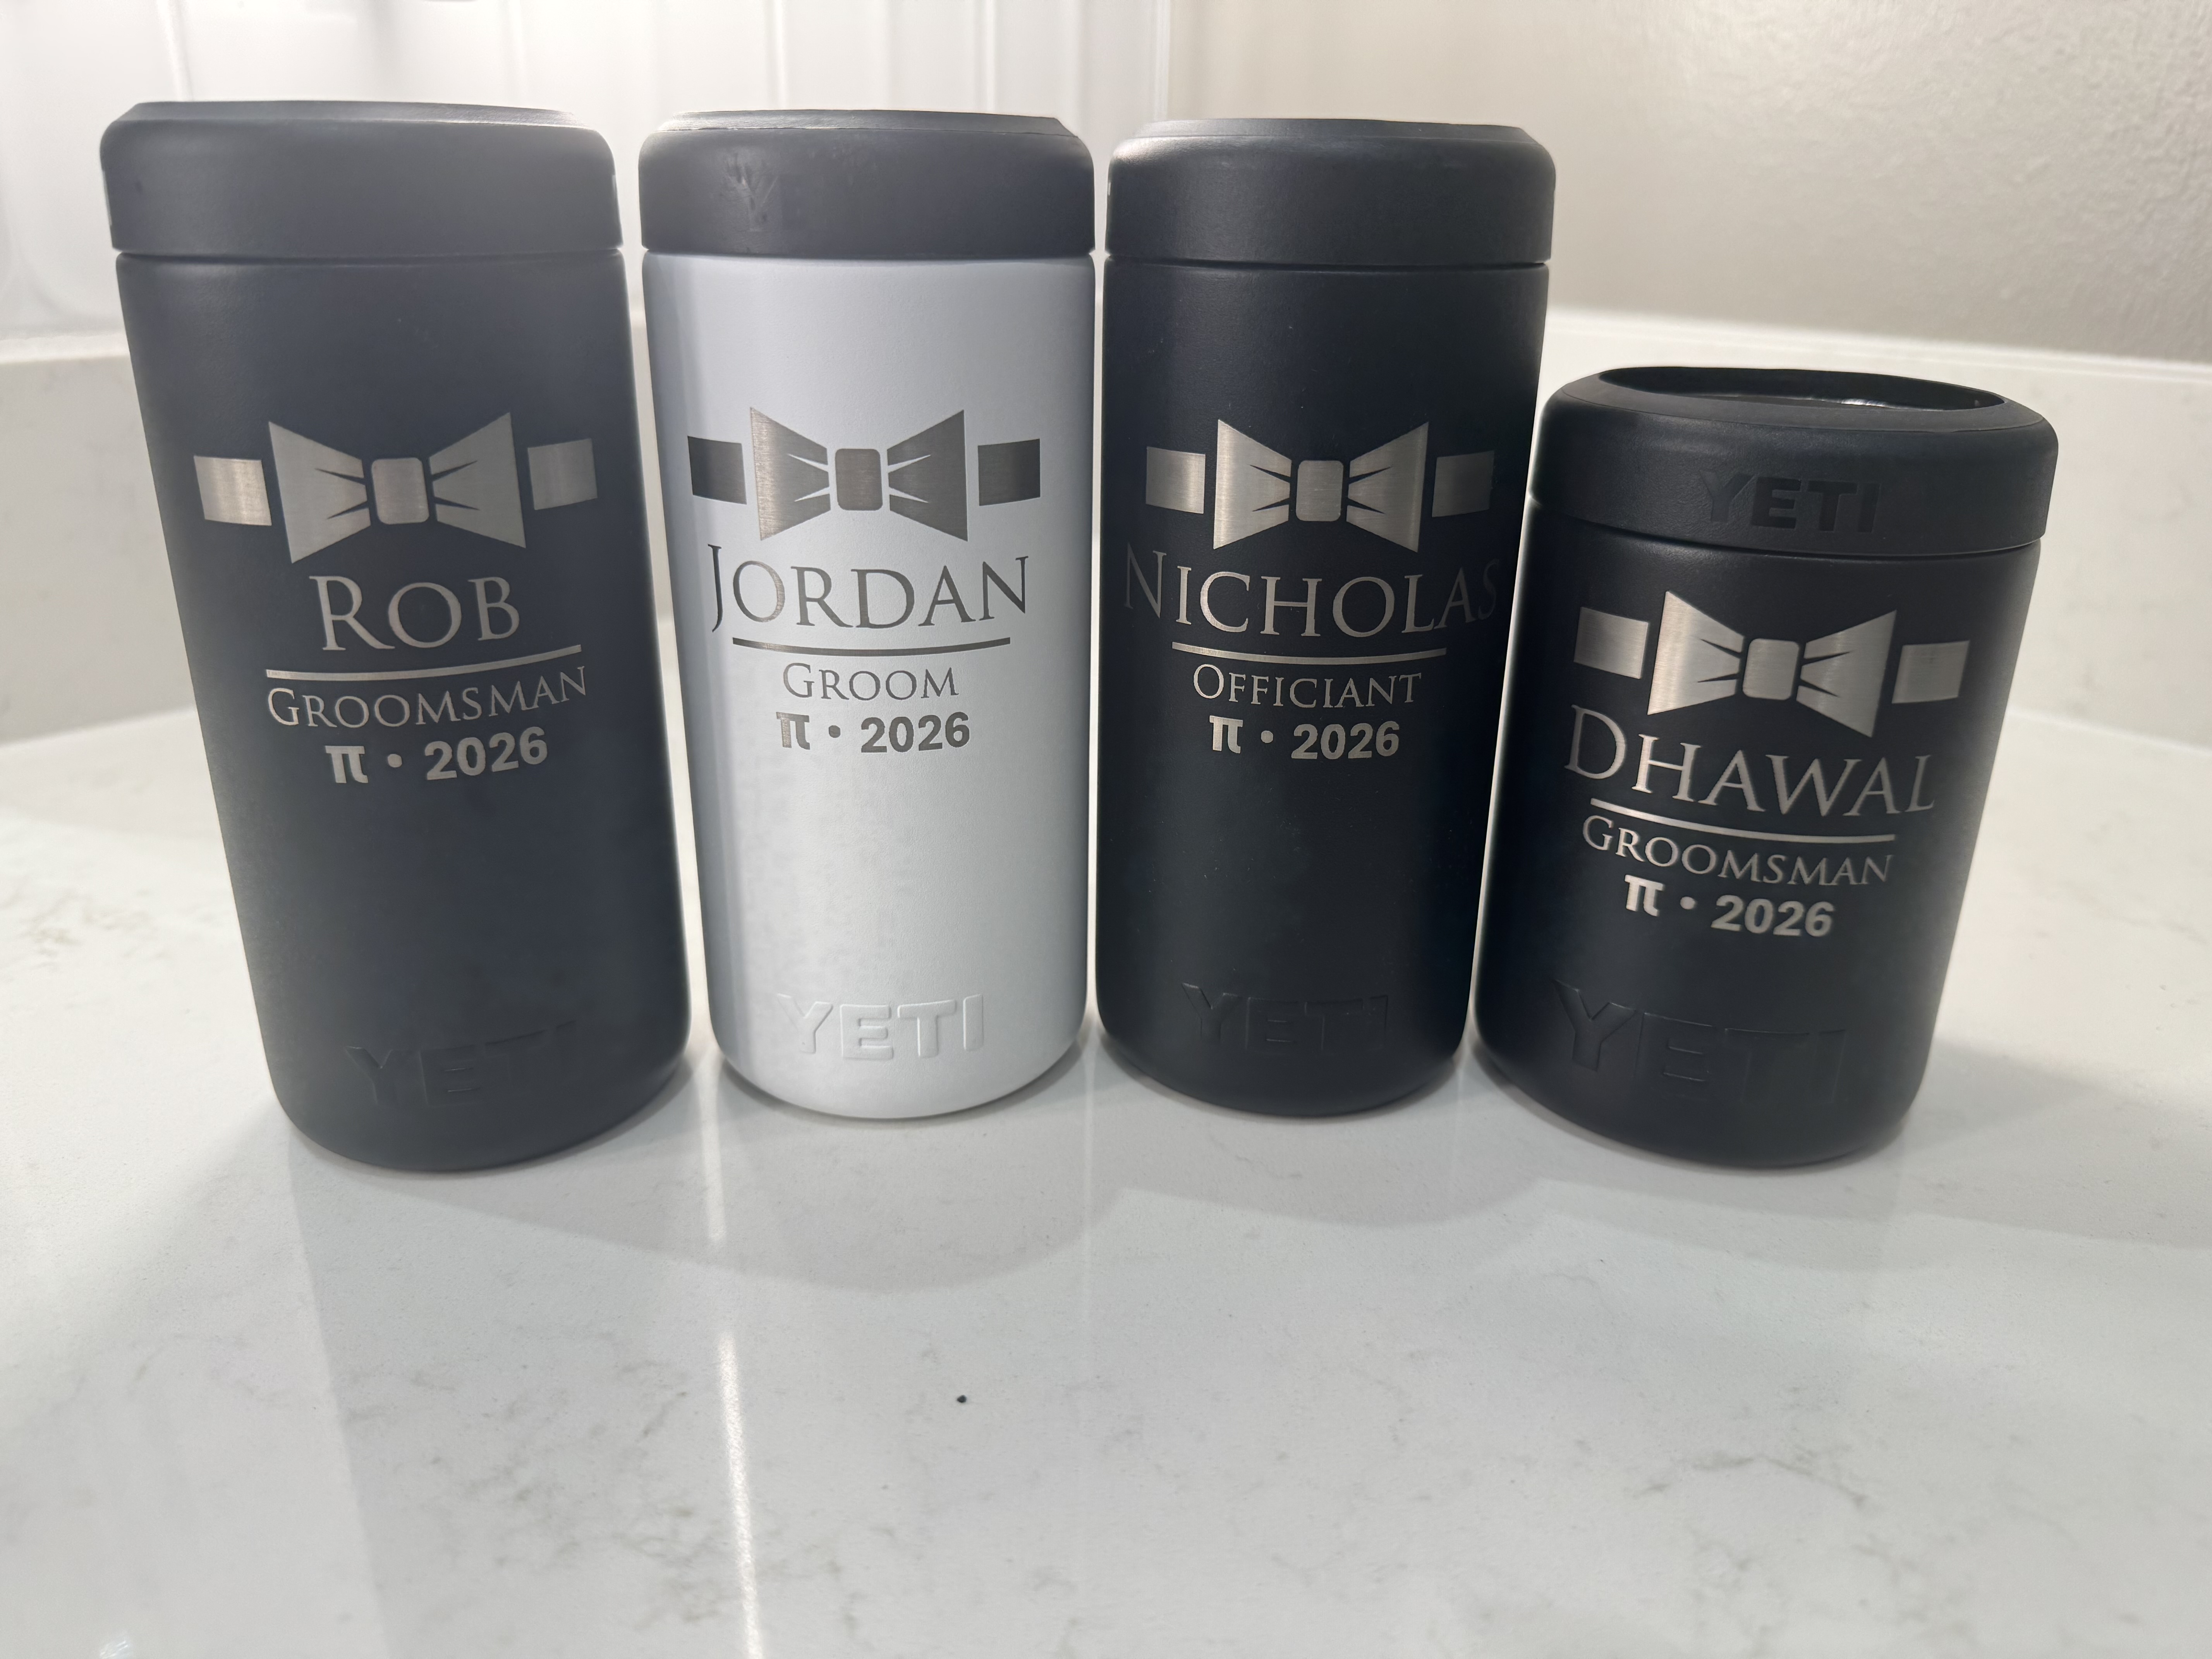 ROB
GROOMSMAN
π • 2026
YETI
JORDAN
GROOM
π • 2026
YETI
NICHOLAS
OFFICIANT
π • 2026
YETI
YETI
DHAWAL
GROOMSMAN
π • 2026
YETI